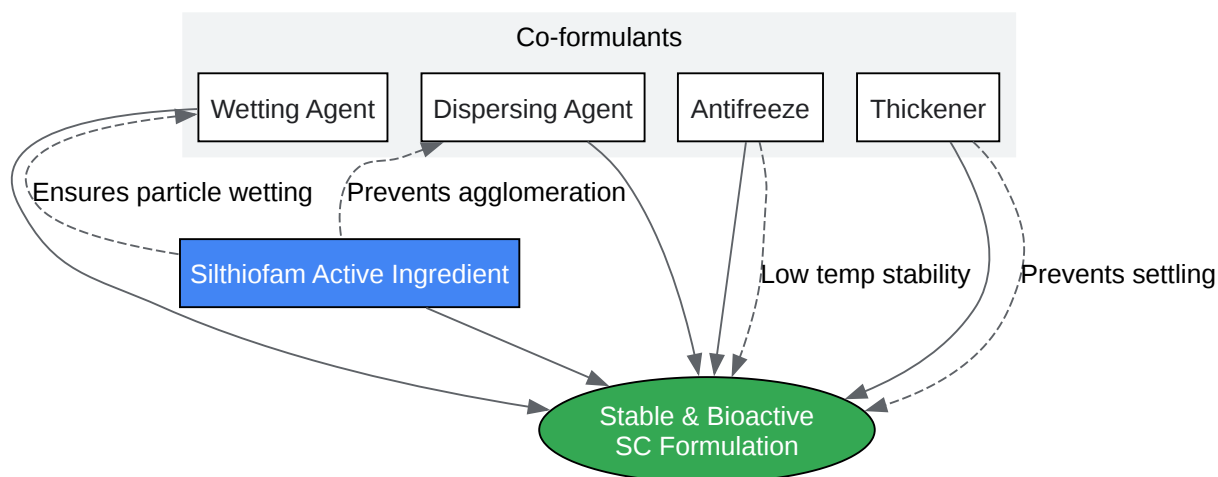 Co-formulants
Wetting Agent
Dispersing Agent
Antifreeze
Thickener
Ensures particle wetting
Prevents agglomeration
Silthiofam Active Ingredient
Low temp stability
Prevents settling
Stable & Bioactive
SC Formulation